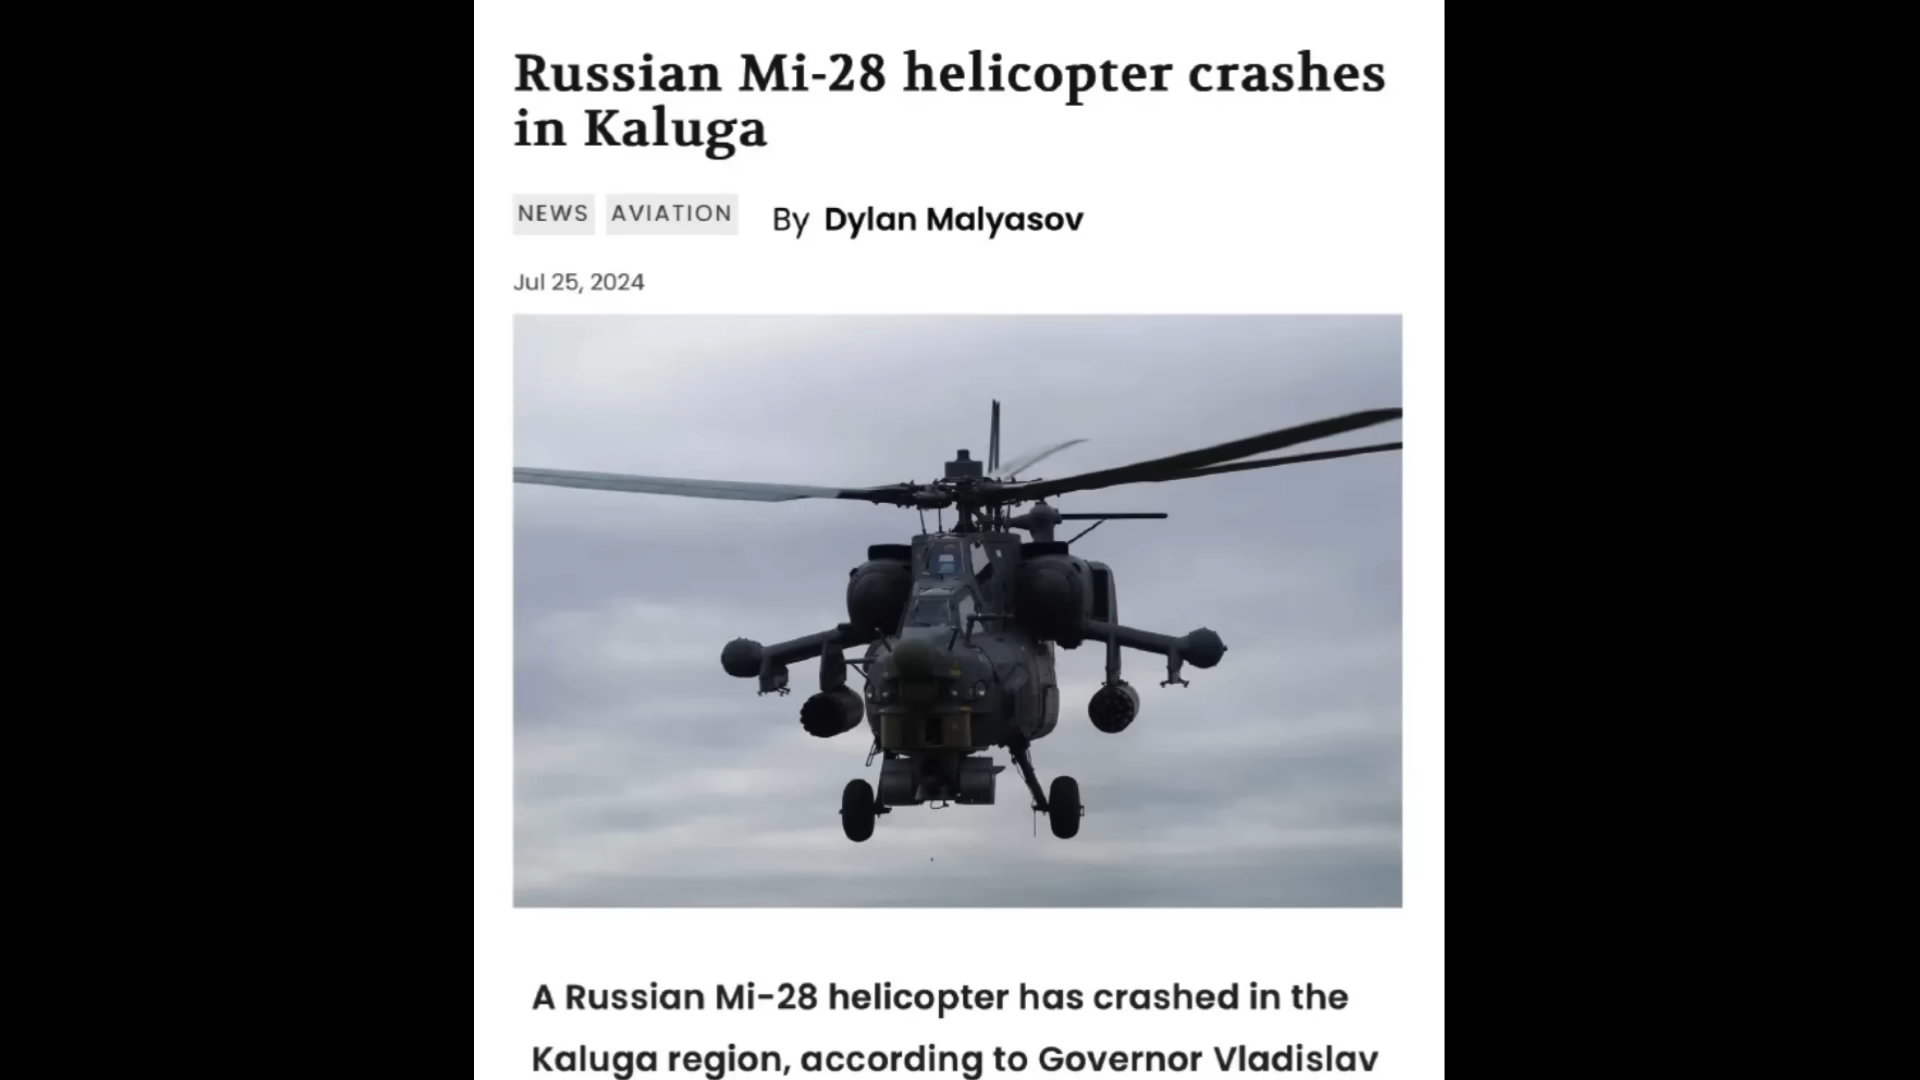 Russian Mi-28 helicopter crashes
in Kaluga
NEWS AVIATION By Dylan Malyasov
Jul 25, 2024
A Russian Mi-28 helicopter has crashed in the
Kaluga region, according to Governor Vladislav